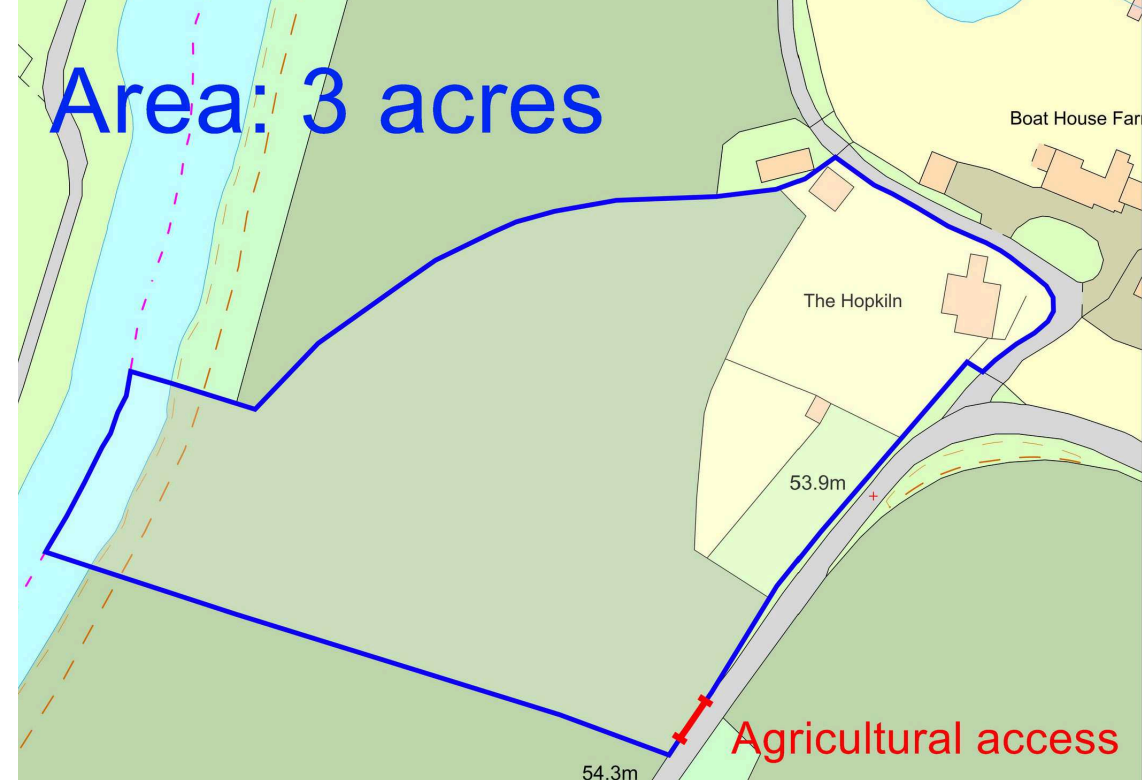 Area: 3 acres
Boat House Far
The Hopkiln
53.9m
Agricultural access
54.3m